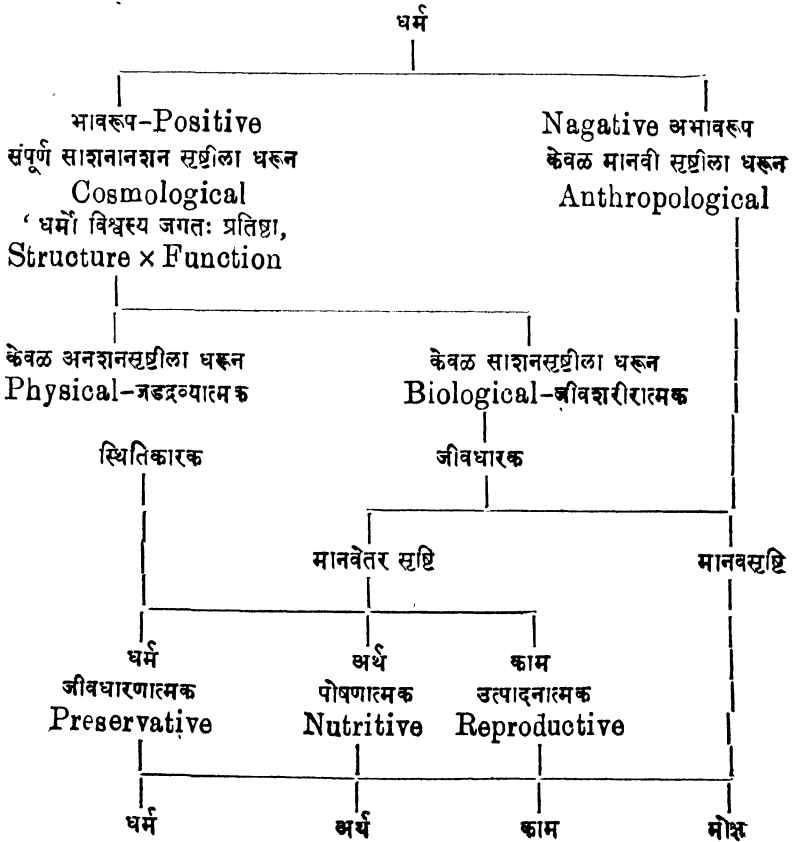 धर्म
भावरूप-Positive
संपूर्ण साशनानशन सृष्टीला धरून
Cosmological
‘ धर्मो विश्वस्य जगतः प्रतिष्ठा,
Structure × Function
Nagative अभावरूप
केवळ मानवी सृष्टीला धरून
Anthropological
केवळ अनशनसृष्टीला धरून
Physical-जडद्रव्यात्मक
केवळ साशनसृष्टीला धरून
Biological-जीवशरीरात्मक
स्थितिकारक
जीवधारक
मानवेतर सृष्टि
मानवसृष्टि
धर्म
जीवधारणात्मक
Preservative
अर्थ
पोषणात्मक
Nutritive
काम
उत्पादनात्मक
Reproductive
धर्म
अर्थ
काम
मोक्ष